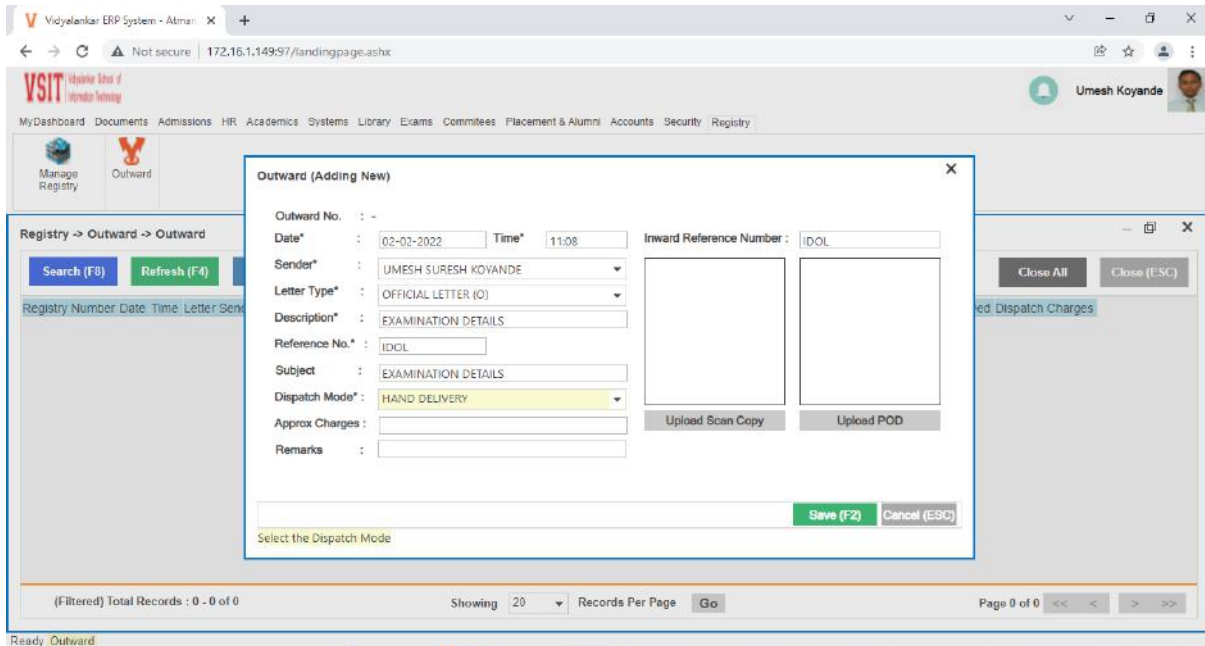 Vidyalankar ERP System - Atman
Not secure 172.16.1.149:97/landingpage.ashx
VSIT Vidyalankar School of
Information Technology
Umesh Koyande
MyDashboard Documents Admissions HR Academics Systems Library Exams Commitees Placement & Alumni Accounts Security Registry
Manage
Registry
Outward
Outward (Adding New)
Outward No. : -
Date* : 02-02-2022 Time* 11:08 Inward Reference Number : IDOL
Sender* : UMESH SURESH KOYANDE
Letter Type* : OFFICIAL LETTER (O)
Description* : EXAMINATION DETAILS
Reference No.* : IDOL
Subject : EXAMINATION DETAILS
Dispatch Mode* : HAND DELIVERY
Approx Charges :
Upload Scan Copy Upload POD
Remarks :
Save (F2) Cancel (ESC)
Select the Dispatch Mode
Registry -> Outward -> Outward
Search (F8) Refresh (F4) Close All Close (ESC)
Registry Number Date Time Letter Dispatch Charges
(Filtered) Total Records : 0 - 0 of 0 Showing 20 Records Per Page Go Page 0 of 0 << < > >>
Ready Outward